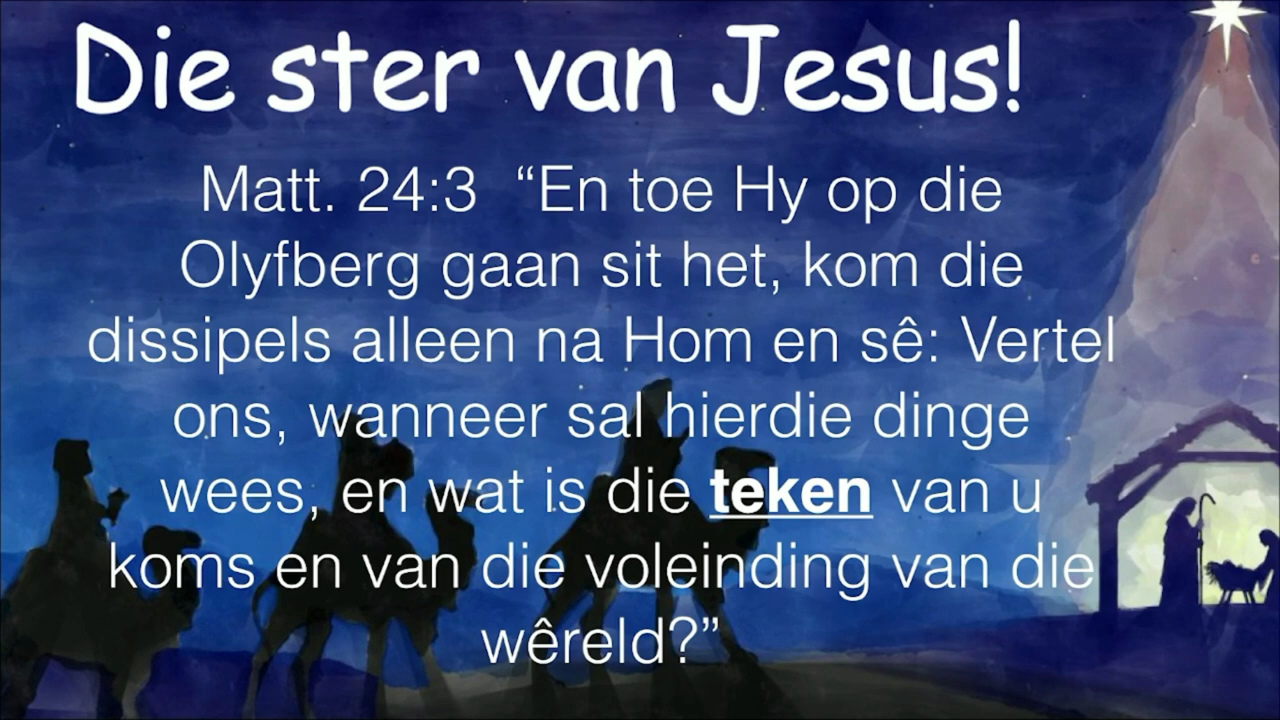 Die ster van Jesus!
Matt. 24:3 “En toe Hy op die
Olyfberg gaan sit het, kom die
dissipels alleen na Hom en sê: Vertel
ons, wanneer sal hierdie dinge
wees, en wat is die teken van u
koms en van die voleinding van die
wêreld?”